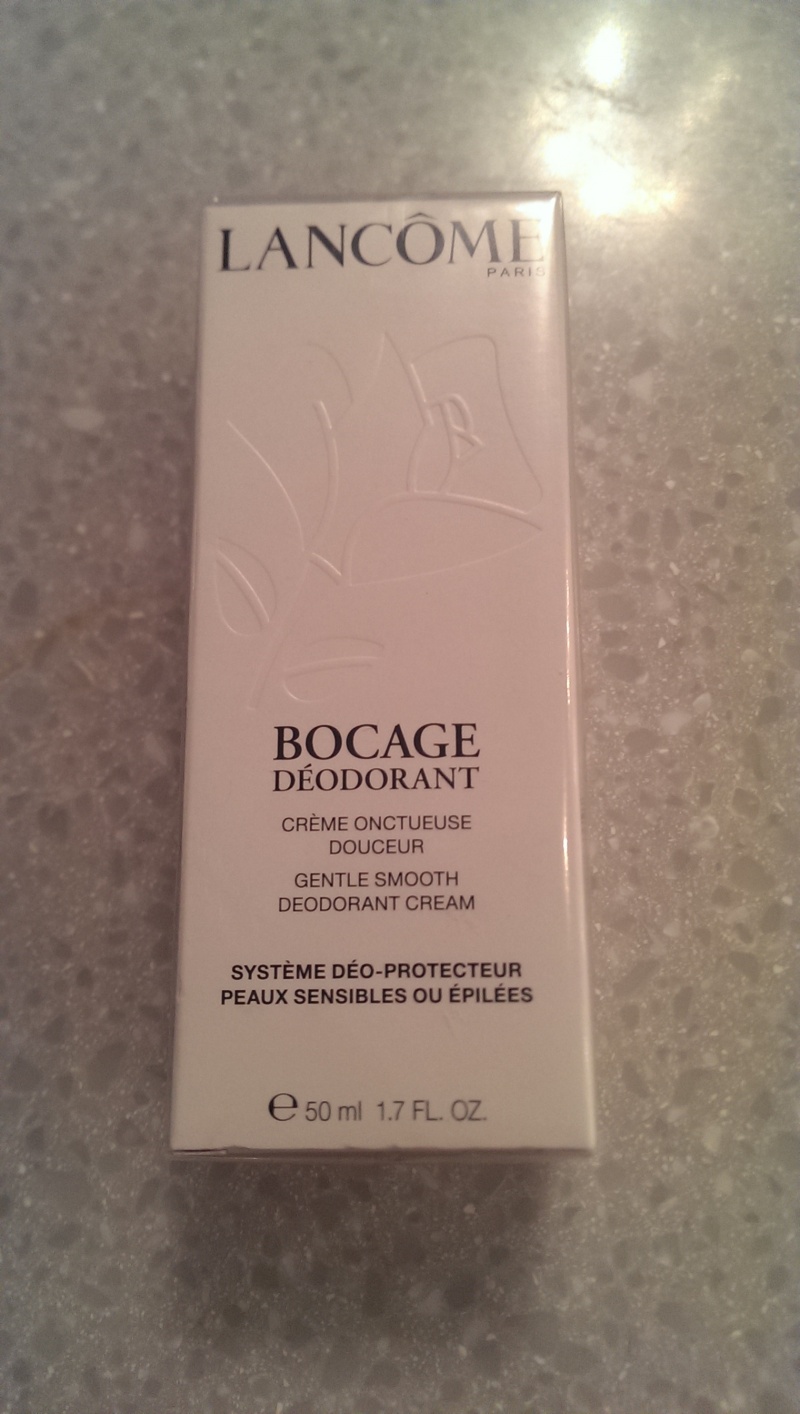 LANCÔME
PARIS
BOCAGE
DÉODORANT
CRÈME ONCTUEUSE
DOUCEUR
GENTLE SMOOTH
DEODORANT CREAM
SYSTÈME DÉO-PROTECTEUR
PEAUX SENSIBLES OU ÉPILÉES
℮ 50 ml 1.7 FL. OZ.